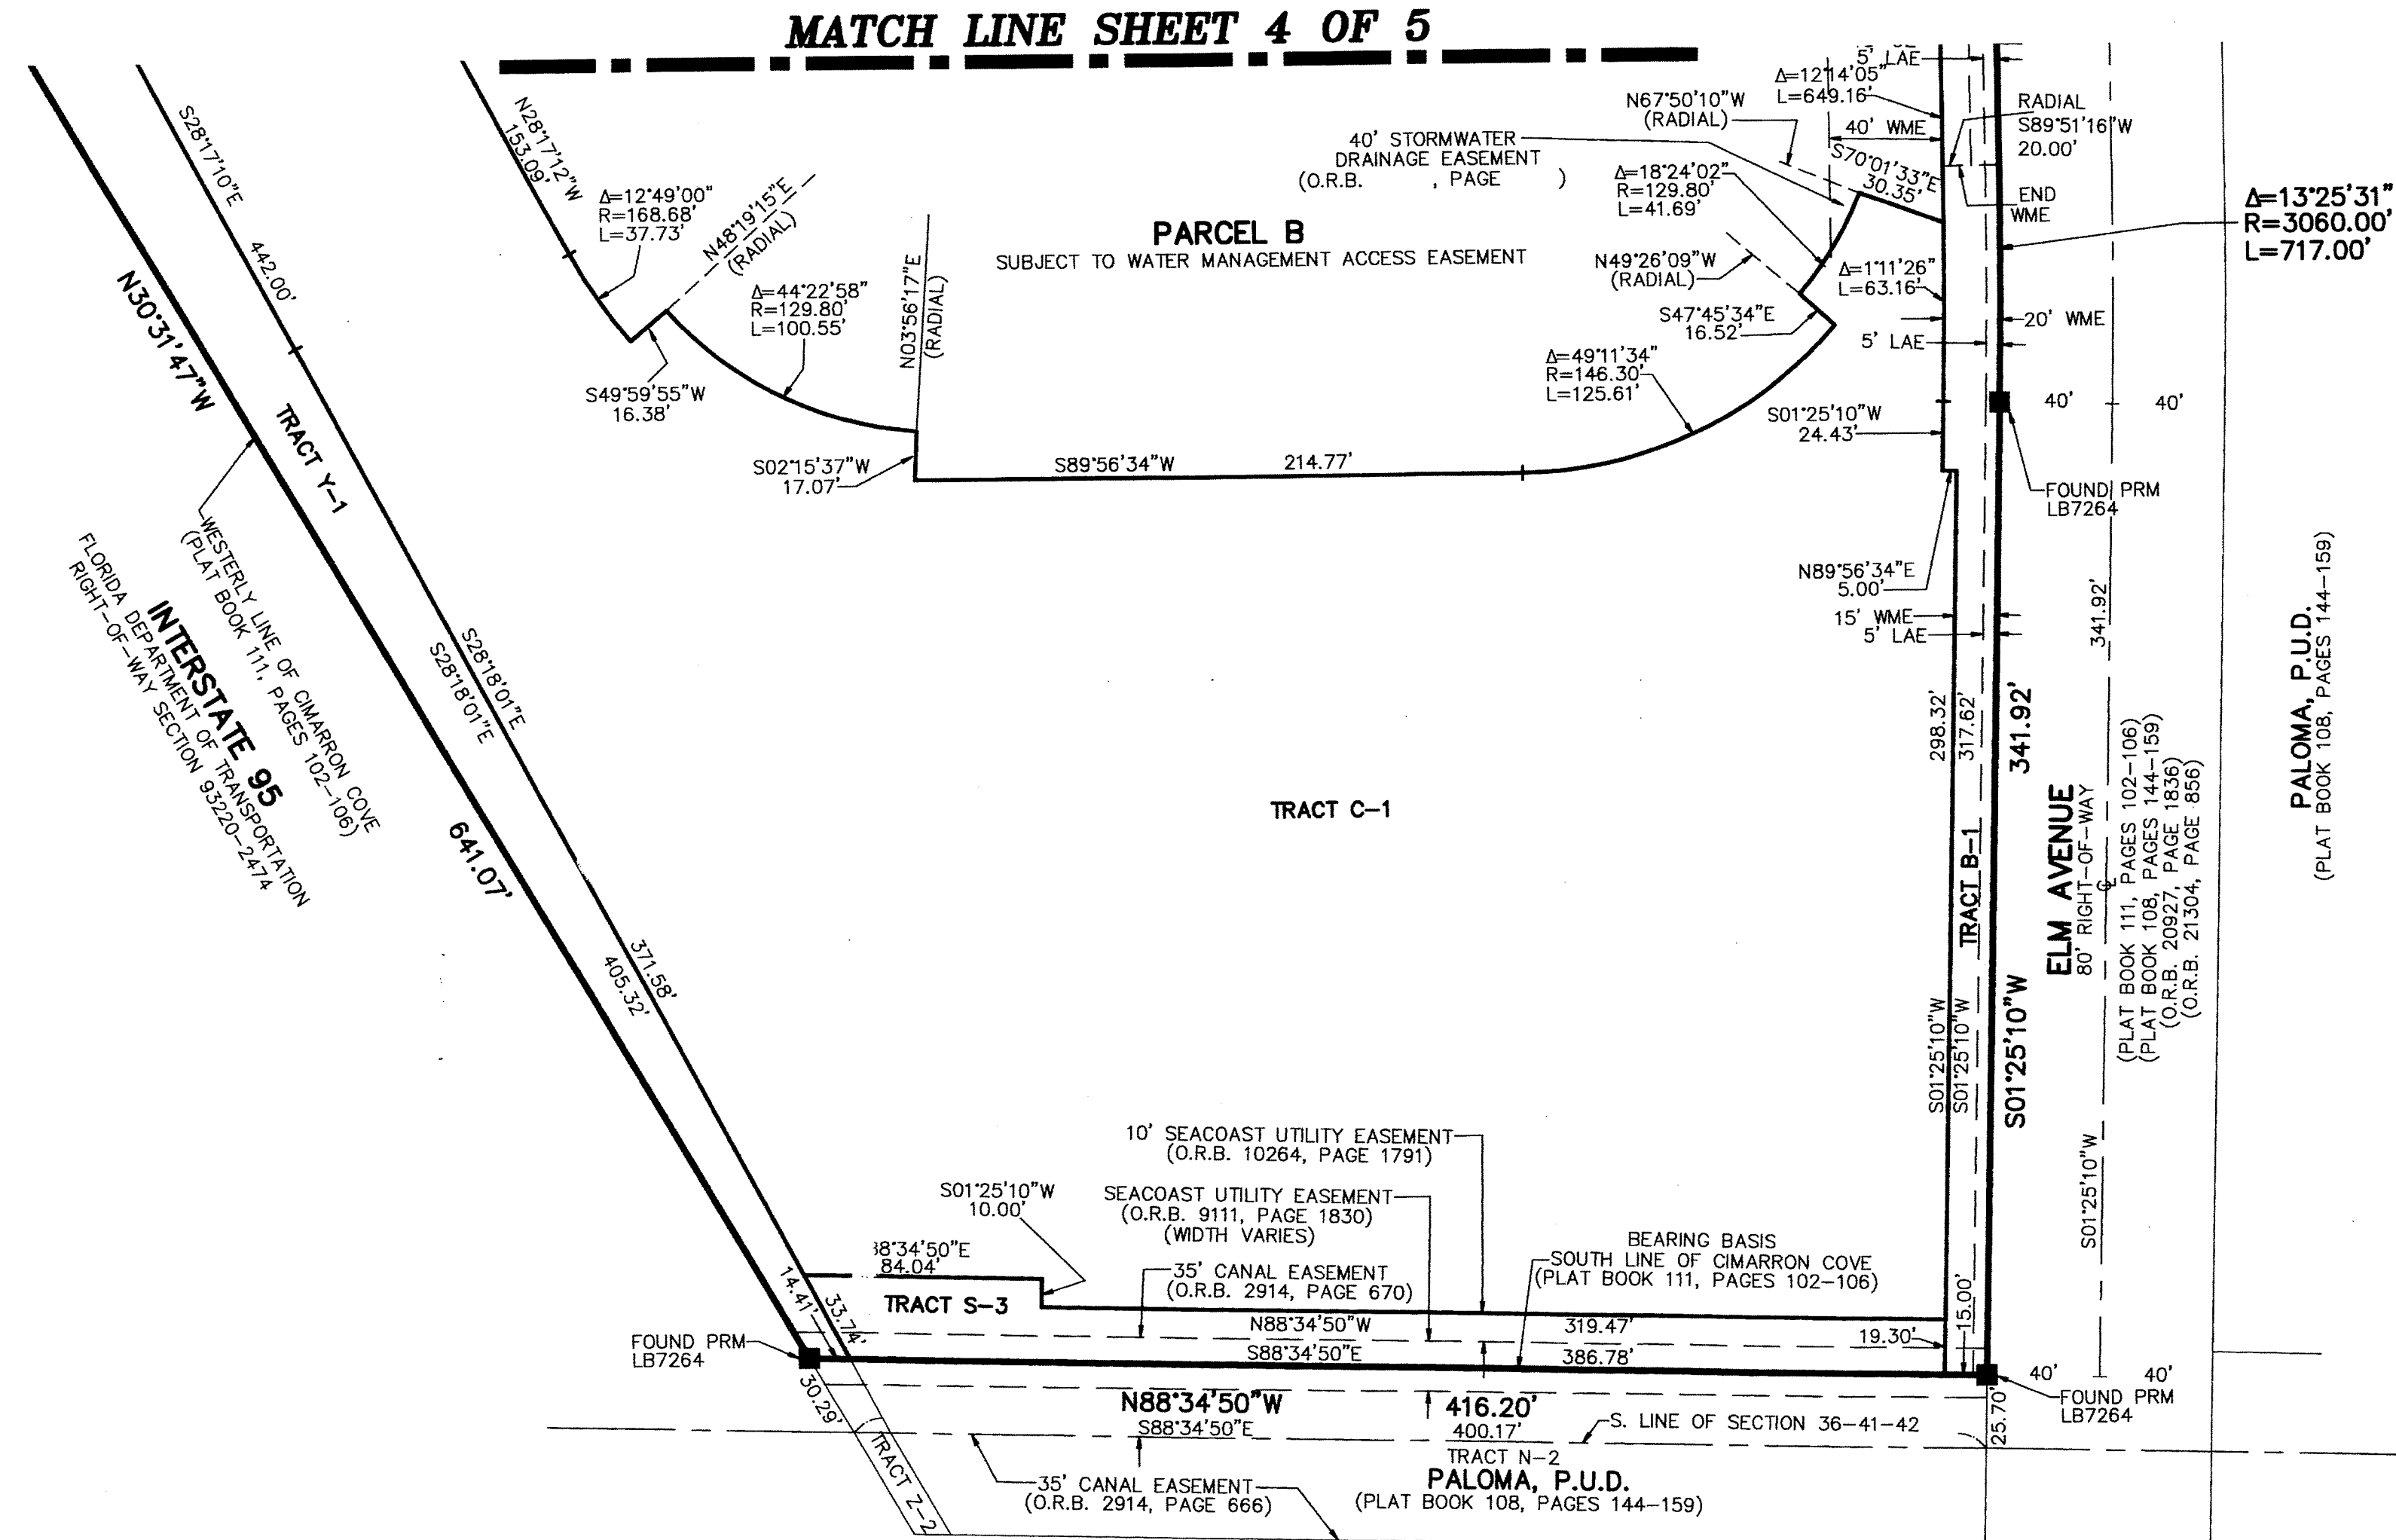 MATCH LINE SHEET 4 OF 5
5' LAE
Δ=12°14'05"
L=649.16'
N67°50'10"W
(RADIAL)
40' WME
RADIAL
S89°51'16"W
20.00'
S28°17'10"E
442.00'
N28°17'12"W
153.09'
40' STORMWATER
DRAINAGE EASEMENT
(O.R.B. , PAGE )
S70°01'33"E
30.35'
END
WME
Δ=12°49'00"
R=168.68'
L=37.73'
N48°19'15"E
(RADIAL)
Δ=18°24'02"
R=129.80'
L=41.69'
Δ=13°25'31"
R=3060.00'
L=717.00'
PARCEL B
SUBJECT TO WATER MANAGEMENT ACCESS EASEMENT
N49°26'09"W
(RADIAL)
Δ=1°11'26"
L=63.16'
N03°56'17"E
(RADIAL)
Δ=44°22'58"
R=129.80'
L=100.55'
S47°45'34"E
16.52'
20' WME
5' LAE
N30°31'47"W
641.07'
S49°59'55"W
16.38'
Δ=49°11'34"
R=146.30'
L=125.61'
40'
40'
S01°25'10"W
24.43'
TRACT Y-1
S02°15'37"W
17.07'
S89°56'34"W
214.77'
FOUND PRM
LB7264
N89°56'34"E
5.00'
15' WME
5' LAE
WESTERLY LINE OF CIMARRON COVE
(PLAT BOOK 111, PAGES 102-106)
INTERSTATE 95
FLORIDA DEPARTMENT OF TRANSPORTATION
RIGHT-OF-WAY SECTION 93220-2474
S28°18'01"E
S28°18'01"E
371.58'
405.32'
TRACT C-1
298.32'
317.62'
S01°25'10"W
S01°25'10"W
TRACT B-1
341.92'
S01°25'10"W
ELM AVENUE
80' RIGHT-OF-WAY
341.92'
S01°25'10"W
(PLAT BOOK 111, PAGES 102-106)
(PLAT BOOK 108, PAGES 144-159)
(O.R.B. 20927, PAGE 1836)
(O.R.B. 21304, PAGE 856)
PALOMA, P.U.D.
(PLAT BOOK 108, PAGES 144-159)
10' SEACOAST UTILITY EASEMENT
(O.R.B. 10264, PAGE 1791)
S01°25'10"W
10.00'
SEACOAST UTILITY EASEMENT
(O.R.B. 9111, PAGE 1830)
(WIDTH VARIES)
8°34'50"E
84.04'
35' CANAL EASEMENT
(O.R.B. 2914, PAGE 670)
BEARING BASIS
SOUTH LINE OF CIMARRON COVE
(PLAT BOOK 111, PAGES 102-106)
14.41'
33.74'
TRACT S-3
N88°34'50"W
319.47'
19.30'
15.00'
FOUND PRM
LB7264
S88°34'50"E
386.78'
40'
40'
FOUND PRM
LB7264
N88°34'50"W
416.20'
30.29'
S88°34'50"E
400.17'
S. LINE OF SECTION 36-41-42
25.70'
TRACT Z-2
TRACT N-2
PALOMA, P.U.D.
(PLAT BOOK 108, PAGES 144-159)
35' CANAL EASEMENT
(O.R.B. 2914, PAGE 666)